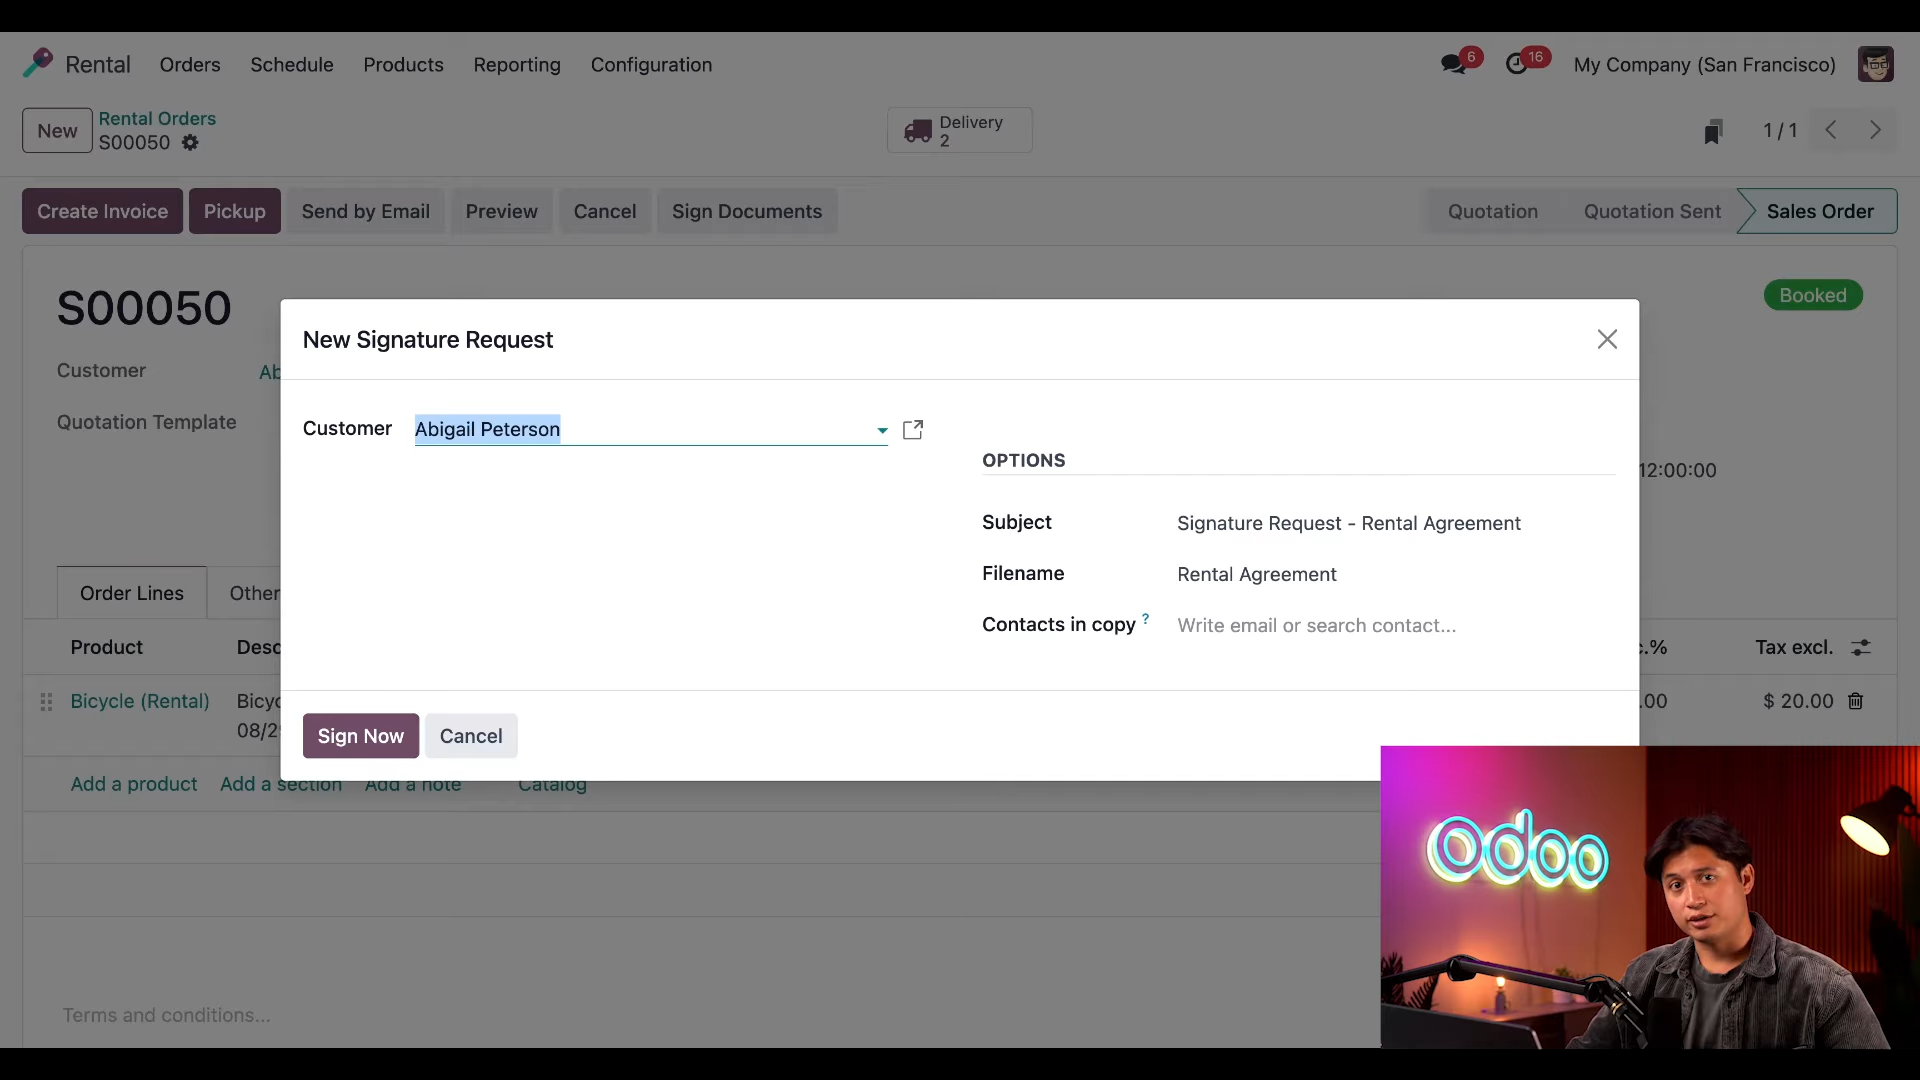 Rental Orders Schedule Products Reporting Configuration 6 16 My Company (San Francisco)
New Rental Orders
S00050
Delivery
2
1 / 1
Create Invoice Pickup Send by Email Preview Cancel Sign Documents Quotation Quotation Sent Sales Order
S00050
Booked
New Signature Request
Customer Ab
Quotation Template
Customer Abigail Peterson
OPTIONS
12:00:00
Subject Signature Request - Rental Agreement
Filename Rental Agreement
Contacts in copy ? Write email or search contact...
Order Lines Other
Product Desc c.% Tax excl.
Bicycle (Rental) Bicyc .00 $ 20.00
08/2
Sign Now Cancel
Add a product Add a section Add a note Catalog
odoo
Terms and conditions...